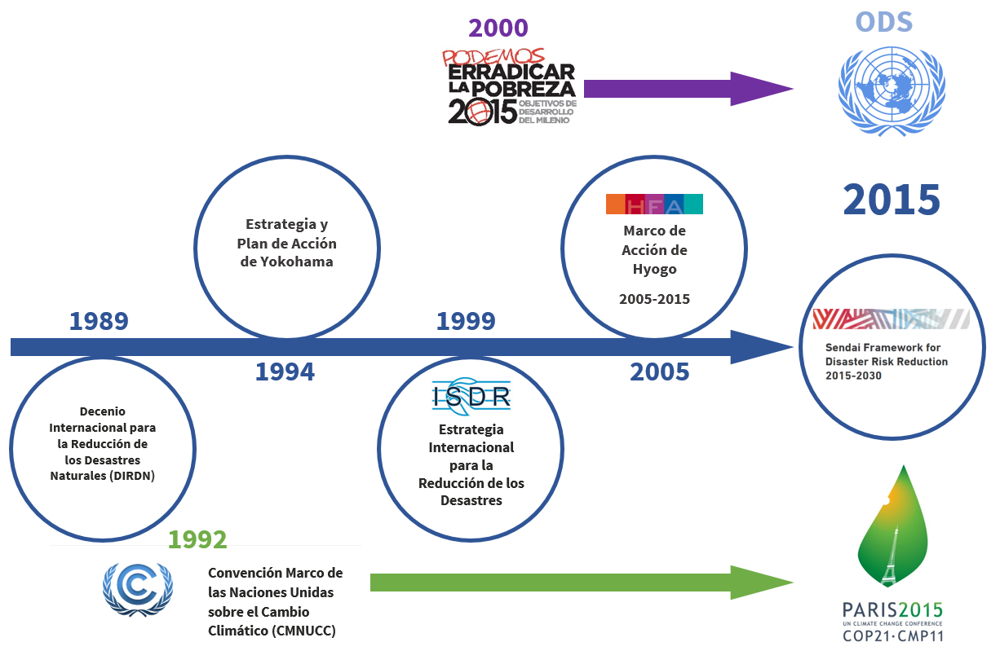 2000
PODEMOS
ERRADICAR
LA POBREZA
2015 OBJETIVOS DE
DESARROLLO
DEL MILENIO
ODS
2015
Estrategia y
Plan de Acción
de Yokohama
HFA
Marco de
Acción de
Hyogo
2005-2015
1989
1999
1994
2005
Sendai Framework for
Disaster Risk Reduction
2015-2030
Decenio
Internacional para
la Reducción de
los Desastres
Naturales (DIRDN)
ISDR
Estrategia
Internacional
para la
Reducción de los
Desastres
1992
Convención Marco de
las Naciones Unidas
sobre el Cambio
Climático (CMNUCC)
PARIS2015
UN CLIMATE CHANGE CONFERENCE
COP21·CMP11